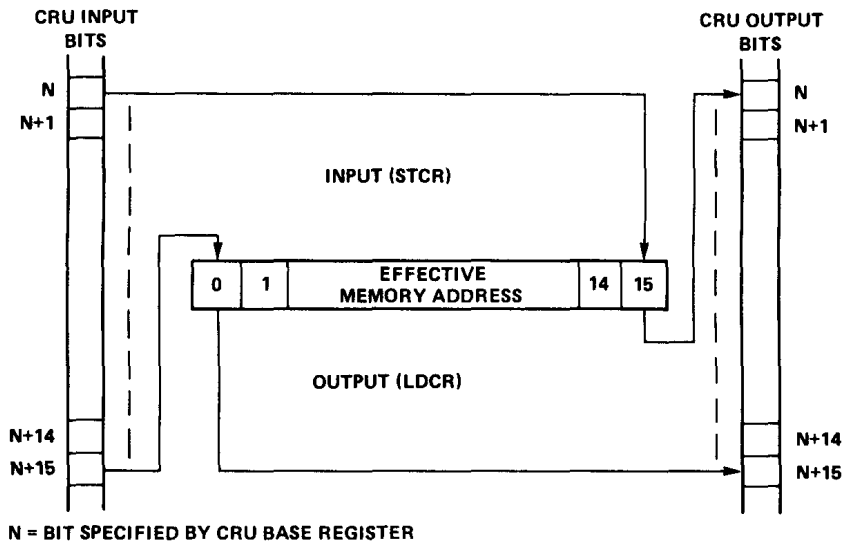 CRU INPUT
BITS
CRU OUTPUT
BITS
N
N+1
N
N+1
INPUT (STCR)
0
1
EFFECTIVE
MEMORY ADDRESS
14
15
OUTPUT (LDCR)
N+14
N+15
N+14
N+15
N = BIT SPECIFIED BY CRU BASE REGISTER